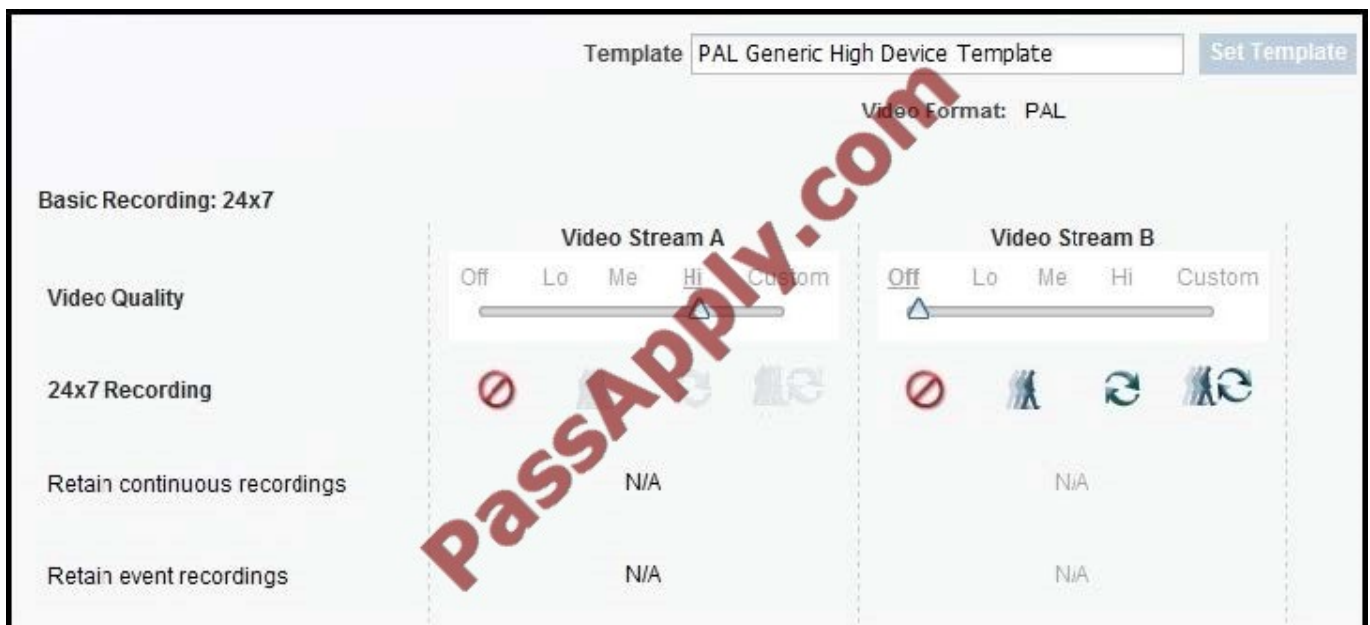 Template PAL Generic High Device Template Set Template
Video Format: PAL
Basic Recording: 24x7
Video Stream A Video Stream B
Off Lo Me Hi Custom Off Lo Me Hi Custom
Video Quality
24x7 Recording
Retain continuous recordings N/A N/A
Retain event recordings N/A N/A
PassApply.com